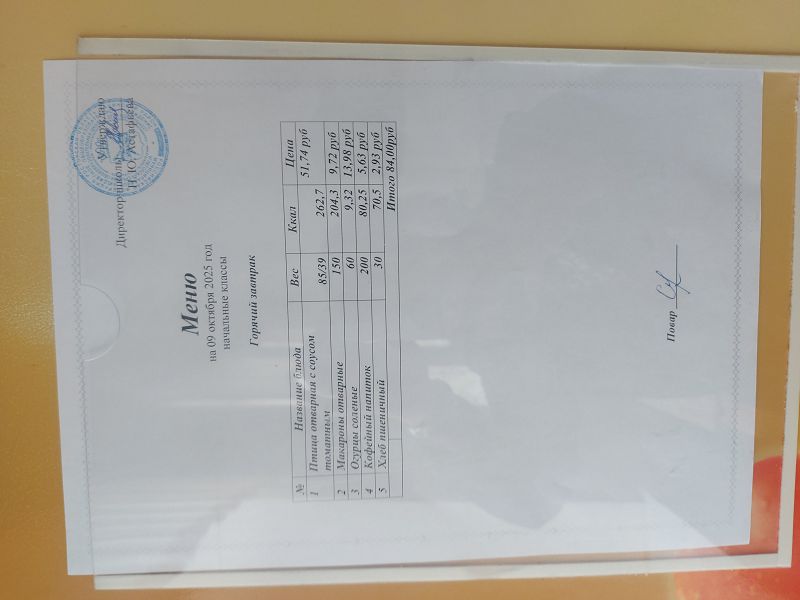 Утверждаю
Директор школы
Н. Ю. Астафьева
Меню
на 09 октября 2025 год
начальные классы
Горячий завтрак
№ Название блюда Вес Ккал Цена
1 Птица отварная с соусом томатным 85/39 262,7 51,74 руб
2 Макароны отварные 150 204,3 9,72 руб
3 Огурцы соленые 60 9,32 13,98 руб
4 Кофейный напиток 200 80,25 5,63 руб
5 Хлеб пшеничный 30 70,5 2,93 руб
Итого 84,00руб
Повар